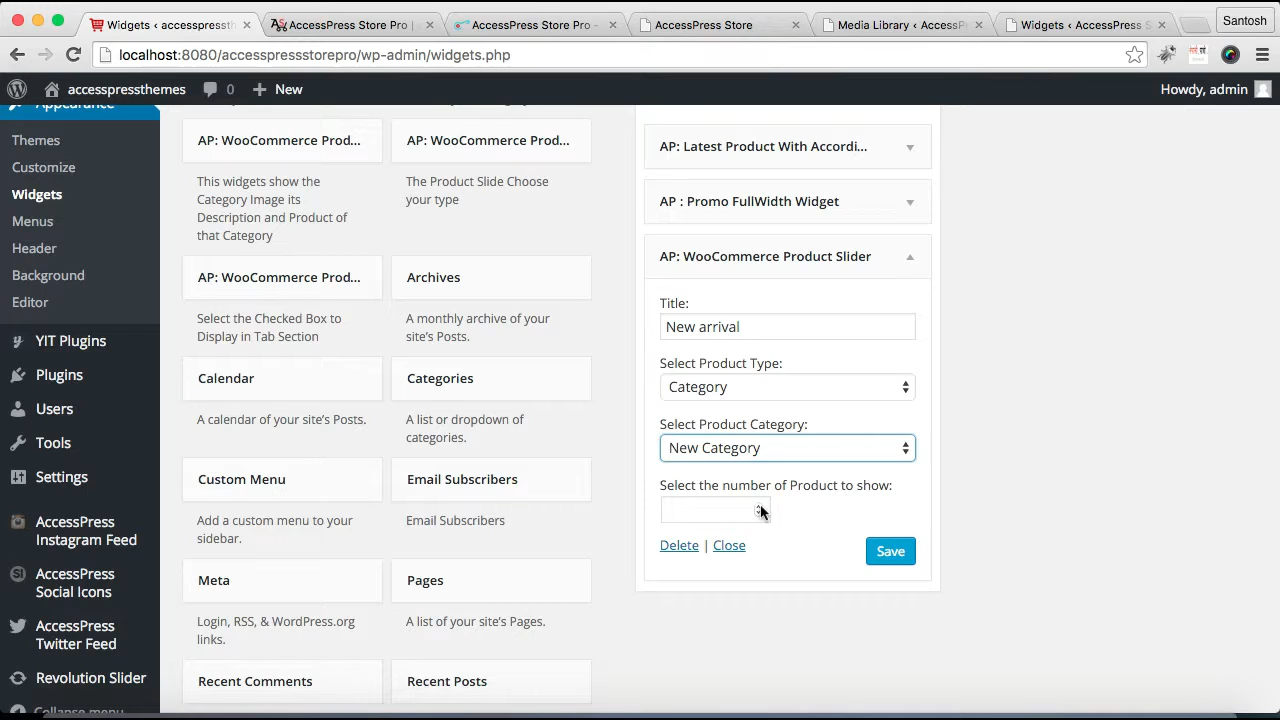 Widgets ‹ accesspressth
AccessPress Store Pro |
AccessPress Store Pro -
AccessPress Store
Media Library ‹ AccessP
Widgets ‹ AccessPress S
Santosh
localhost:8080/accesspressstorepro/wp-admin/widgets.php
accesspressthemes
0
New
Howdy, admin
Appearance
Themes
Customize
Widgets
Menus
Header
Background
Editor
YIT Plugins
Plugins
Users
Tools
Settings
AccessPress
Instagram Feed
AccessPress
Social Icons
AccessPress
Twitter Feed
Revolution Slider
Collapse menu
AP: WooCommerce Prod...
This widgets show the
Category Image its
Description and Product of
that Category
AP: WooCommerce Prod...
The Product Slide Choose
your type
AP: WooCommerce Prod...
Select the Checked Box to
Display in Tab Section
Archives
A monthly archive of your
site's Posts.
Calendar
A calendar of your site's Posts.
Categories
A list or dropdown of
categories.
Custom Menu
Add a custom menu to your
sidebar.
Email Subscribers
Email Subscribers
Meta
Login, RSS, & WordPress.org
links.
Pages
A list of your site's Pages.
Recent Comments
Recent Posts
AP: Latest Product With Accordi...
AP : Promo FullWidth Widget
AP: WooCommerce Product Slider
Title:
New arrival
Select Product Type:
Category
Select Product Category:
New Category
Select the number of Product to show:
Delete | Close
Save